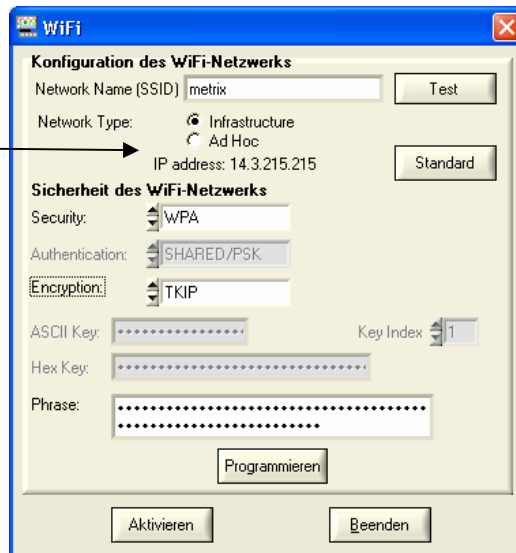 WiFi
Konfiguration des WiFi-Netzwerks
Network Name (SSID) metrix Test
Network Type: Infrastructure
Ad Hoc
IP address: 14.3.215.215 Standard
Sicherheit des WiFi-Netzwerks
Security: WPA
Authentication: SHARED/PSK
Encryption: TKIP
ASCII Key: Key Index 1
Hex Key:
Phrase:
Programmieren
Aktivieren Beenden